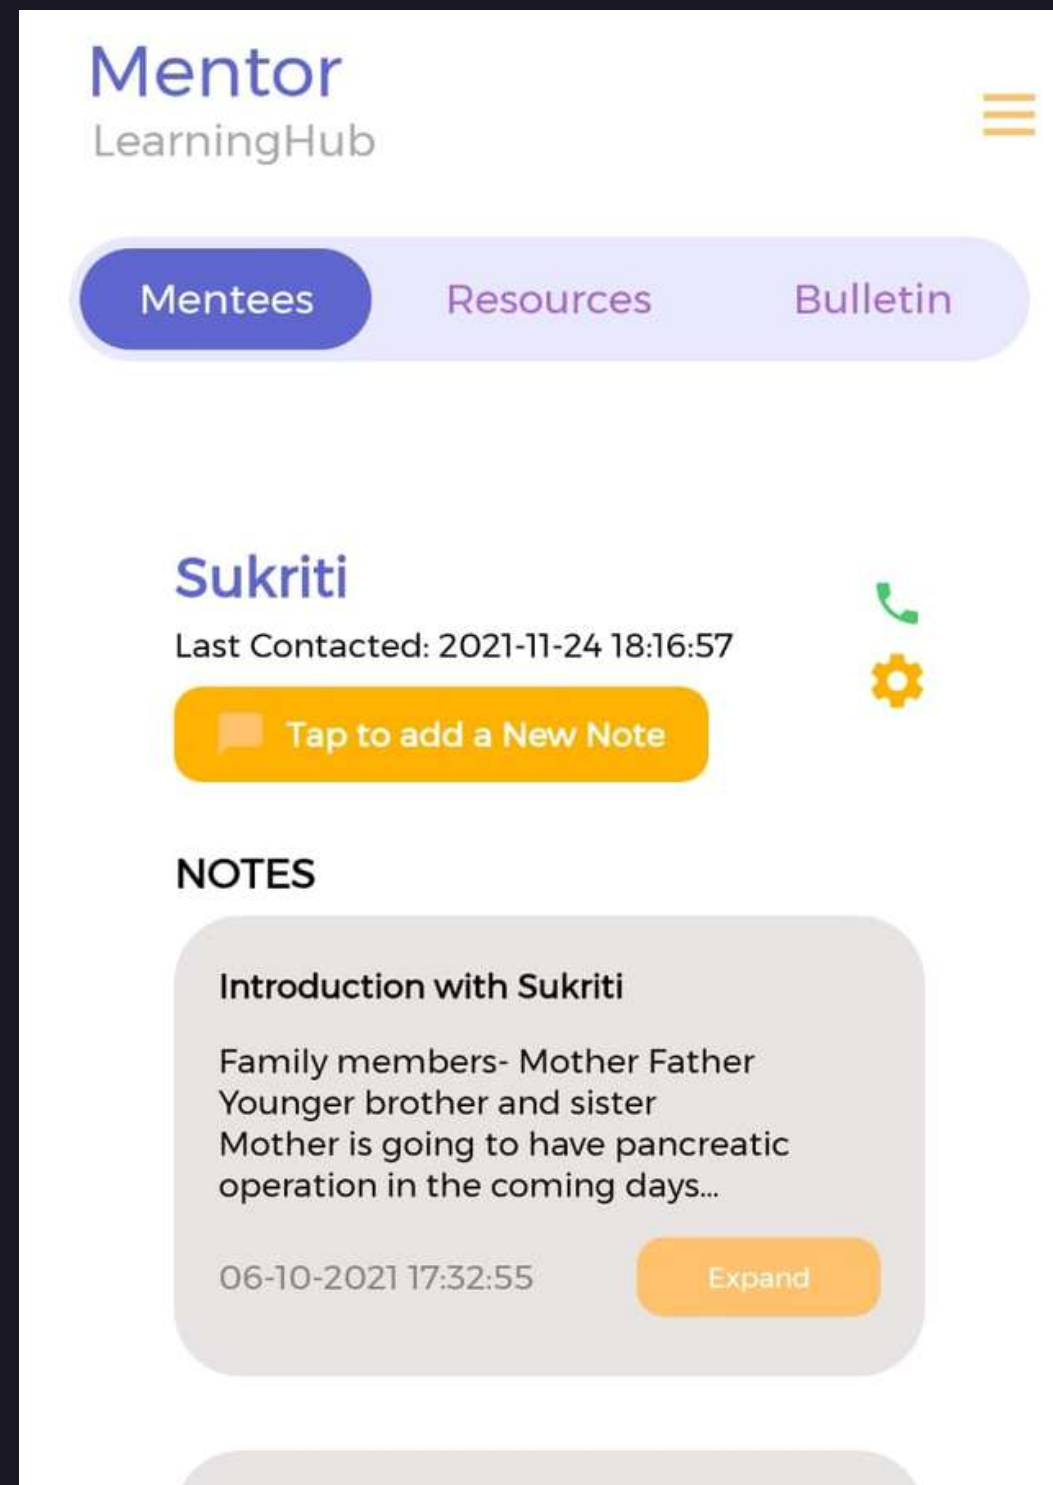 Mentor
LearningHub
Mentees Resources Bulletin
Sukriti
Last Contacted: 2021-11-24 18:16:57
Tap to add a New Note
NOTES
Introduction with Sukriti
Family members- Mother Father
Younger brother and sister
Mother is going to have pancreatic
operation in the coming days...
06-10-2021 17:32:55 Expand